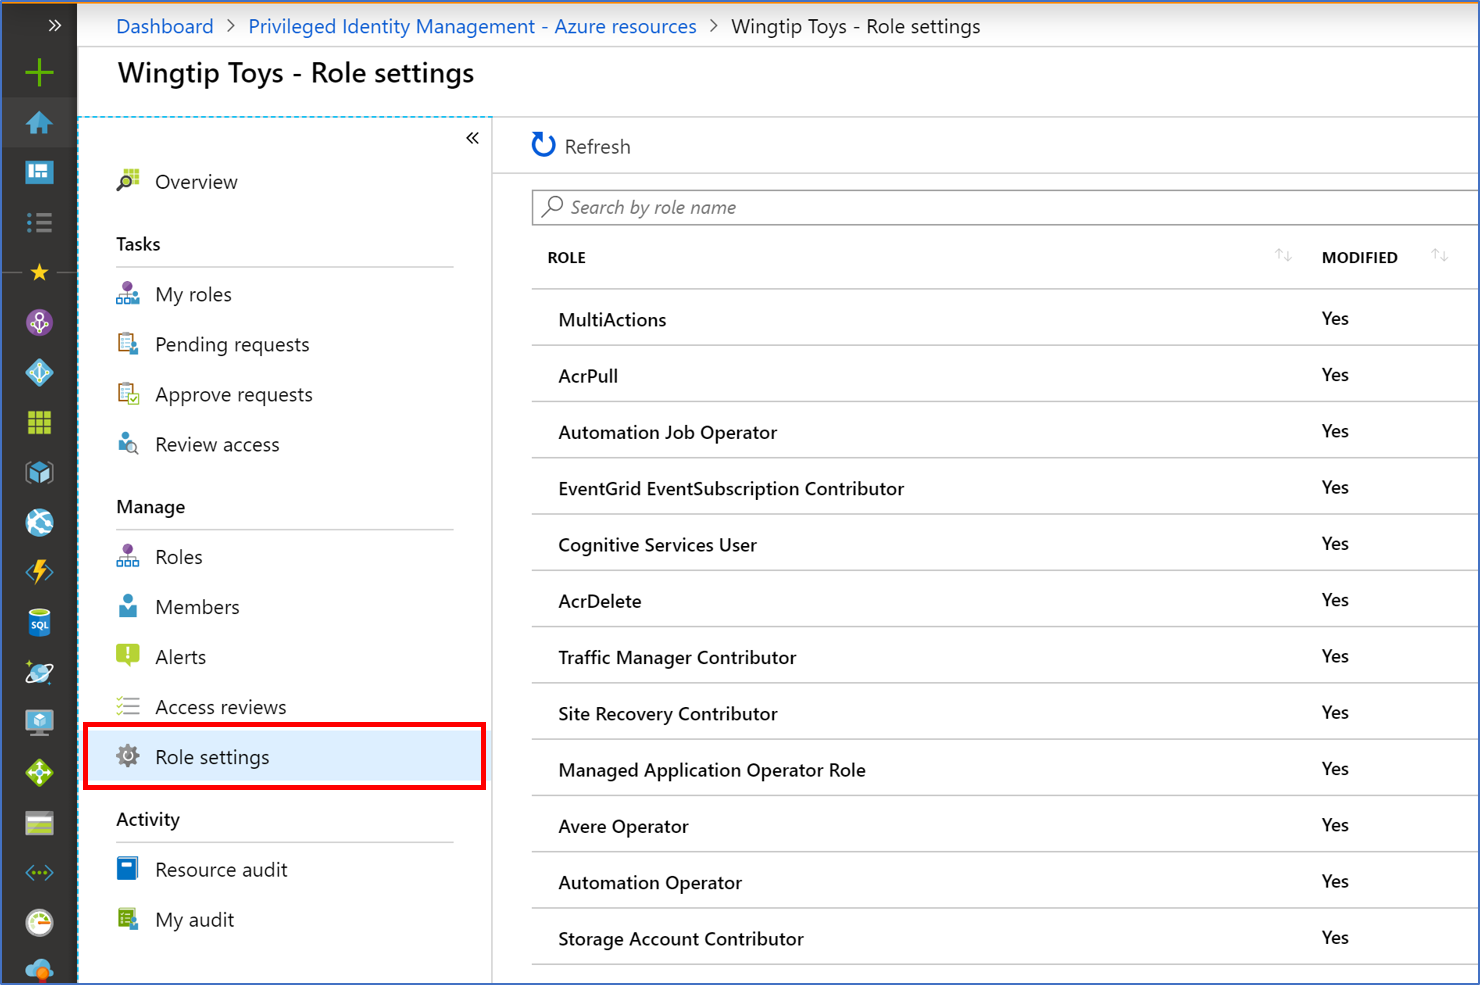 Dashboard > Privileged Identity Management - Azure resources > Wingtip Toys - Role settings
Wingtip Toys - Role settings
Overview
Tasks
My roles
Pending requests
Approve requests
Review access
Manage
Roles
Members
Alerts
Access reviews
Role settings
Activity
Resource audit
My audit
SQL
Refresh
Search by role name
ROLE MODIFIED
MultiActions Yes
AcrPull Yes
Automation Job Operator Yes
EventGrid EventSubscription Contributor Yes
Cognitive Services User Yes
AcrDelete Yes
Traffic Manager Contributor Yes
Site Recovery Contributor Yes
Managed Application Operator Role Yes
Avere Operator Yes
Automation Operator Yes
Storage Account Contributor Yes